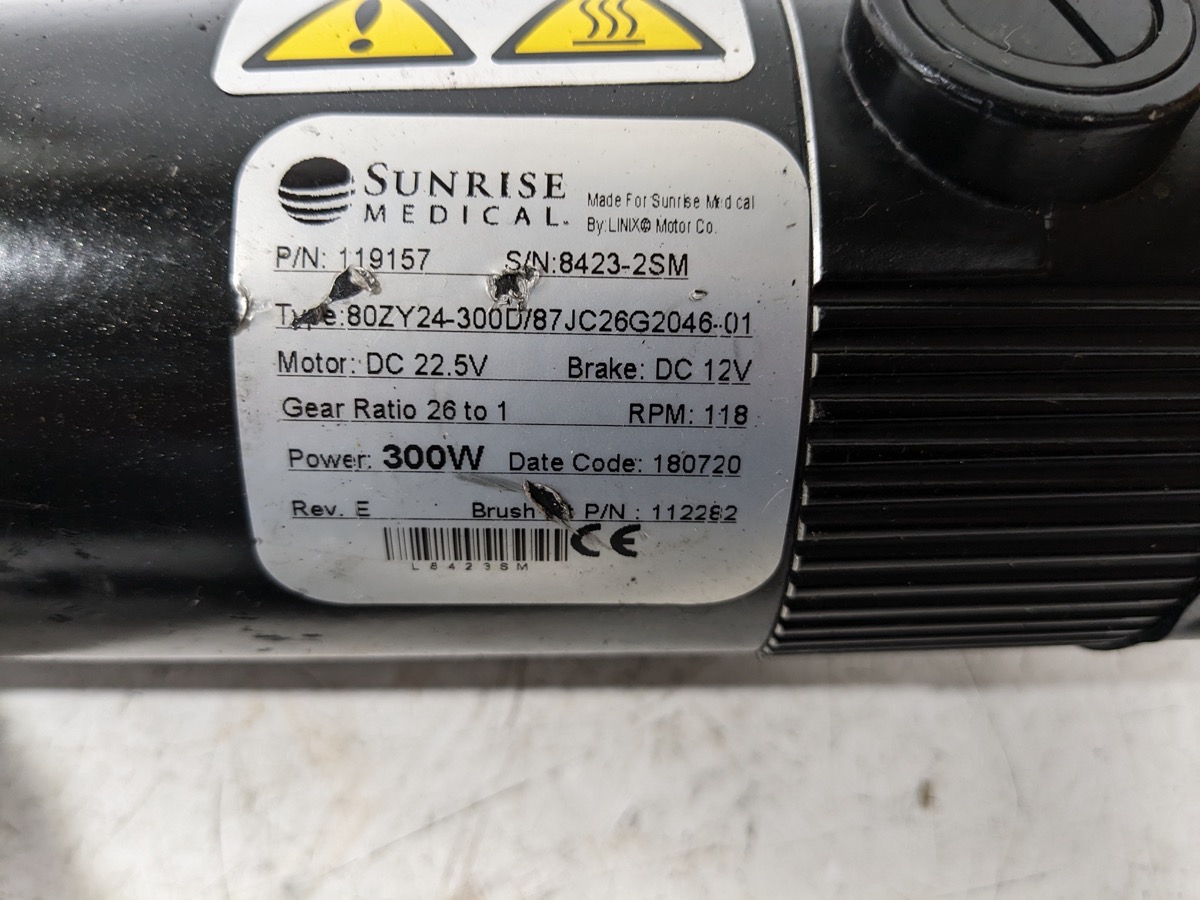 SUNRISE
MEDICAL™
Made For Sunrise Medical
By:LINIX® Motor Co.
P/N: 119157 S/N:8423-2SM
Type:80ZY24-300D/87JC26G2046-01
Motor: DC 22.5V Brake: DC 12V
Gear Ratio 26 to 1 RPM: 118
Power: 300W Date Code: 180720
Rev. E Brush P/N : 112282
CE
L8423SM